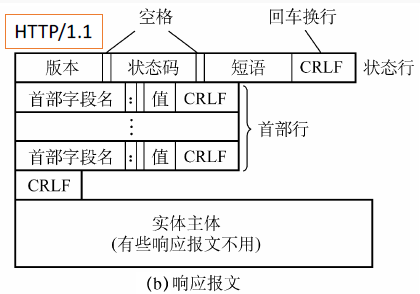 空格
回车换行
HTTP/1.1
版本 状态码 短语 CRLF 状态行
首部字段名 : 值 CRLF
⋮
首部行
首部字段名 : 值 CRLF
CRLF
实体主体
(有些响应报文不用)
(b) 响应报文